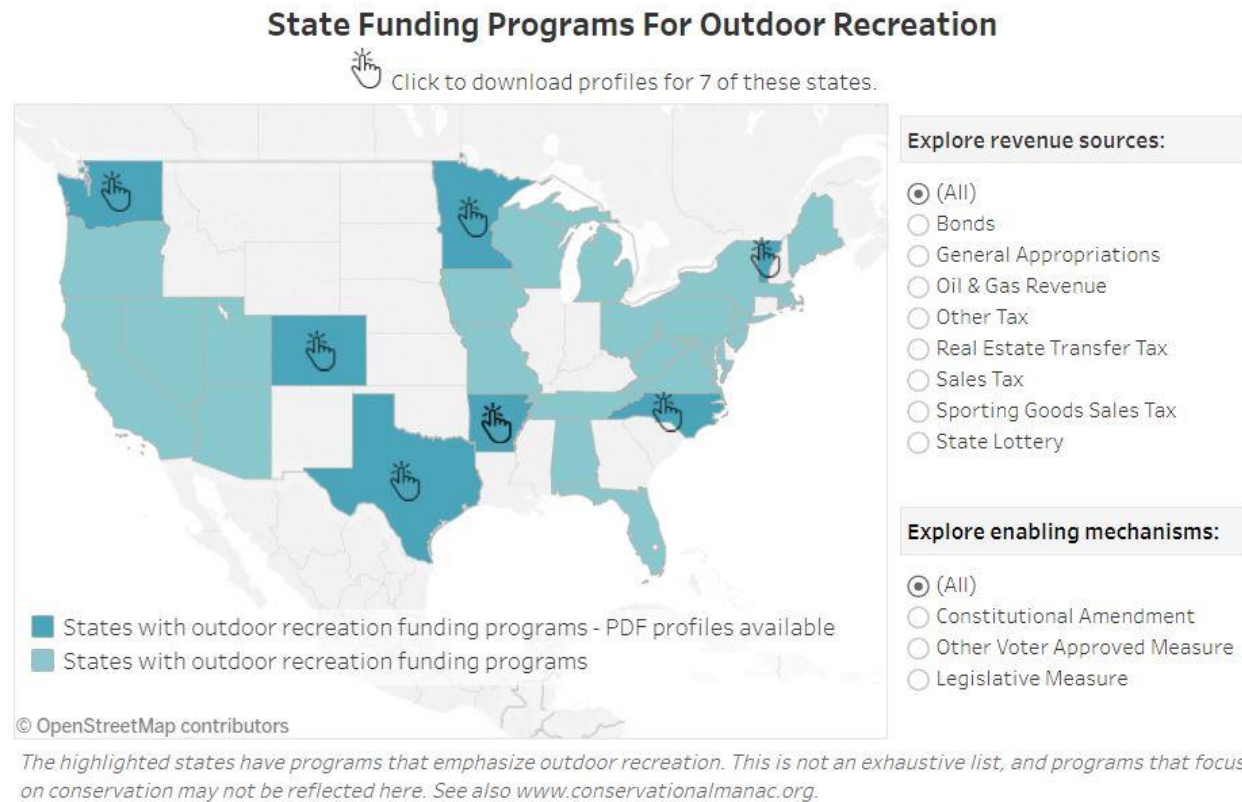 State Funding Programs For Outdoor Recreation
Click to download profiles for 7 of these states.
Explore revenue sources:
(All)
Bonds
General Appropriations
Oil & Gas Revenue
Other Tax
Real Estate Transfer Tax
Sales Tax
Sporting Goods Sales Tax
State Lottery
Explore enabling mechanisms:
(All)
Constitutional Amendment
Other Voter Approved Measure
Legislative Measure
States with outdoor recreation funding programs - PDF profiles available
States with outdoor recreation funding programs
© OpenStreetMap contributors
The highlighted states have programs that emphasize outdoor recreation. This is not an exhaustive list, and programs that focus
on conservation may not be reflected here. See also www.conservationalmanac.org.